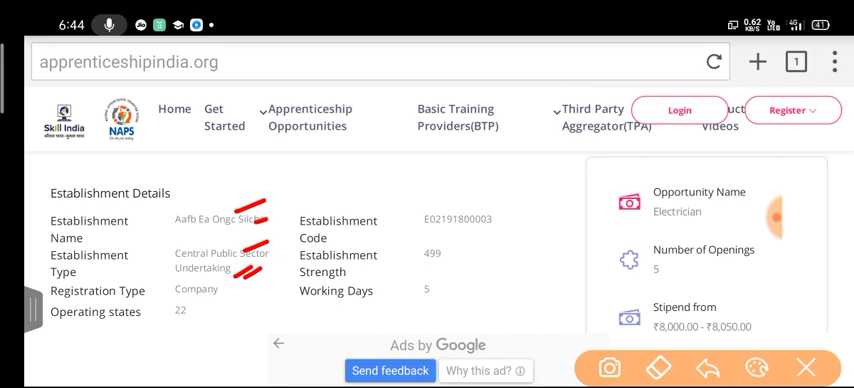 6:44
0.62 KB/S
4G
41
apprenticeshipindia.org
1
Skill India
NAPS
Home
Get Started
Apprenticeship Opportunities
Basic Training Providers(BTP)
Third Party Aggregator(TPA)
Videos
Login
Register
Establishment Details
Establishment Name
Aafb Ea Ongc
Establishment Code
E02191800003
Establishment Type
Central Public Sector Undertaking
Establishment Strength
499
Registration Type
Company
Working Days
5
Operating states
22
Opportunity Name
Electrician
Number of Openings
5
Stipend from
₹8,000.00 - ₹8,050.00
Ads by Google
Send feedback
Why this ad?